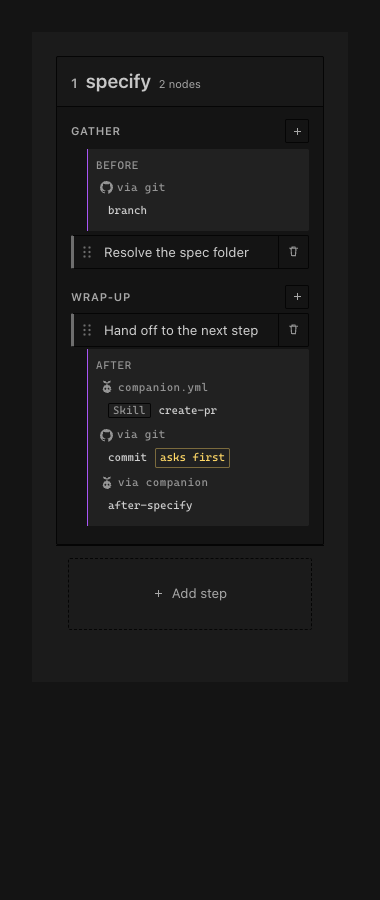 1 specify 2 nodes
GATHER +
BEFORE
via git
branch
Resolve the spec folder
WRAP-UP +
Hand off to the next step
AFTER
companion.yml
Skill create-pr
via git
commit asks first
via companion
after-specify
+ Add step